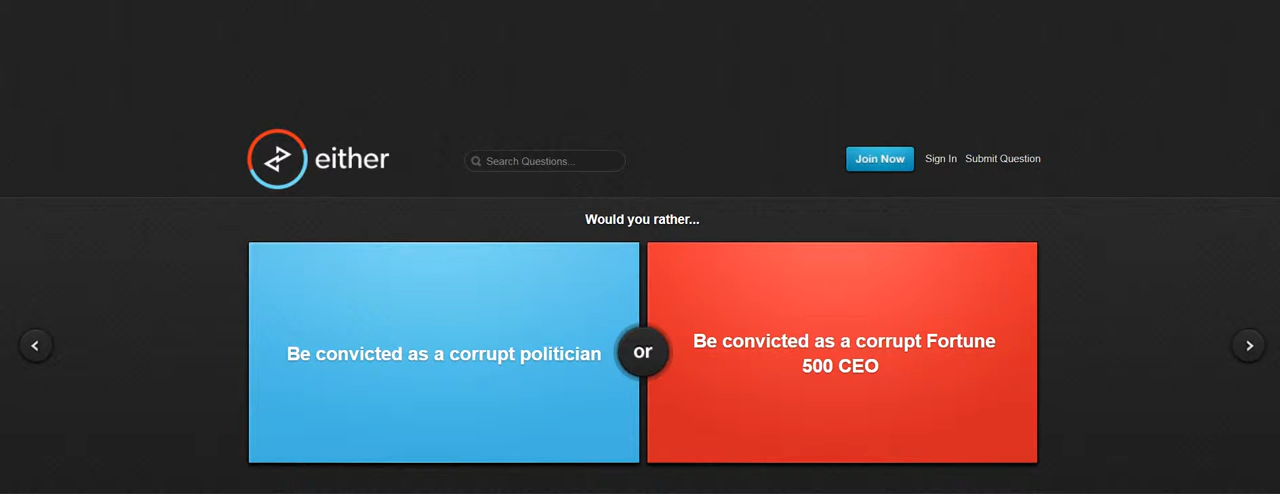 either
Search Questions...
Join Now
Sign In
Submit Question
Would you rather...
Be convicted as a corrupt politician
or
Be convicted as a corrupt Fortune
500 CEO